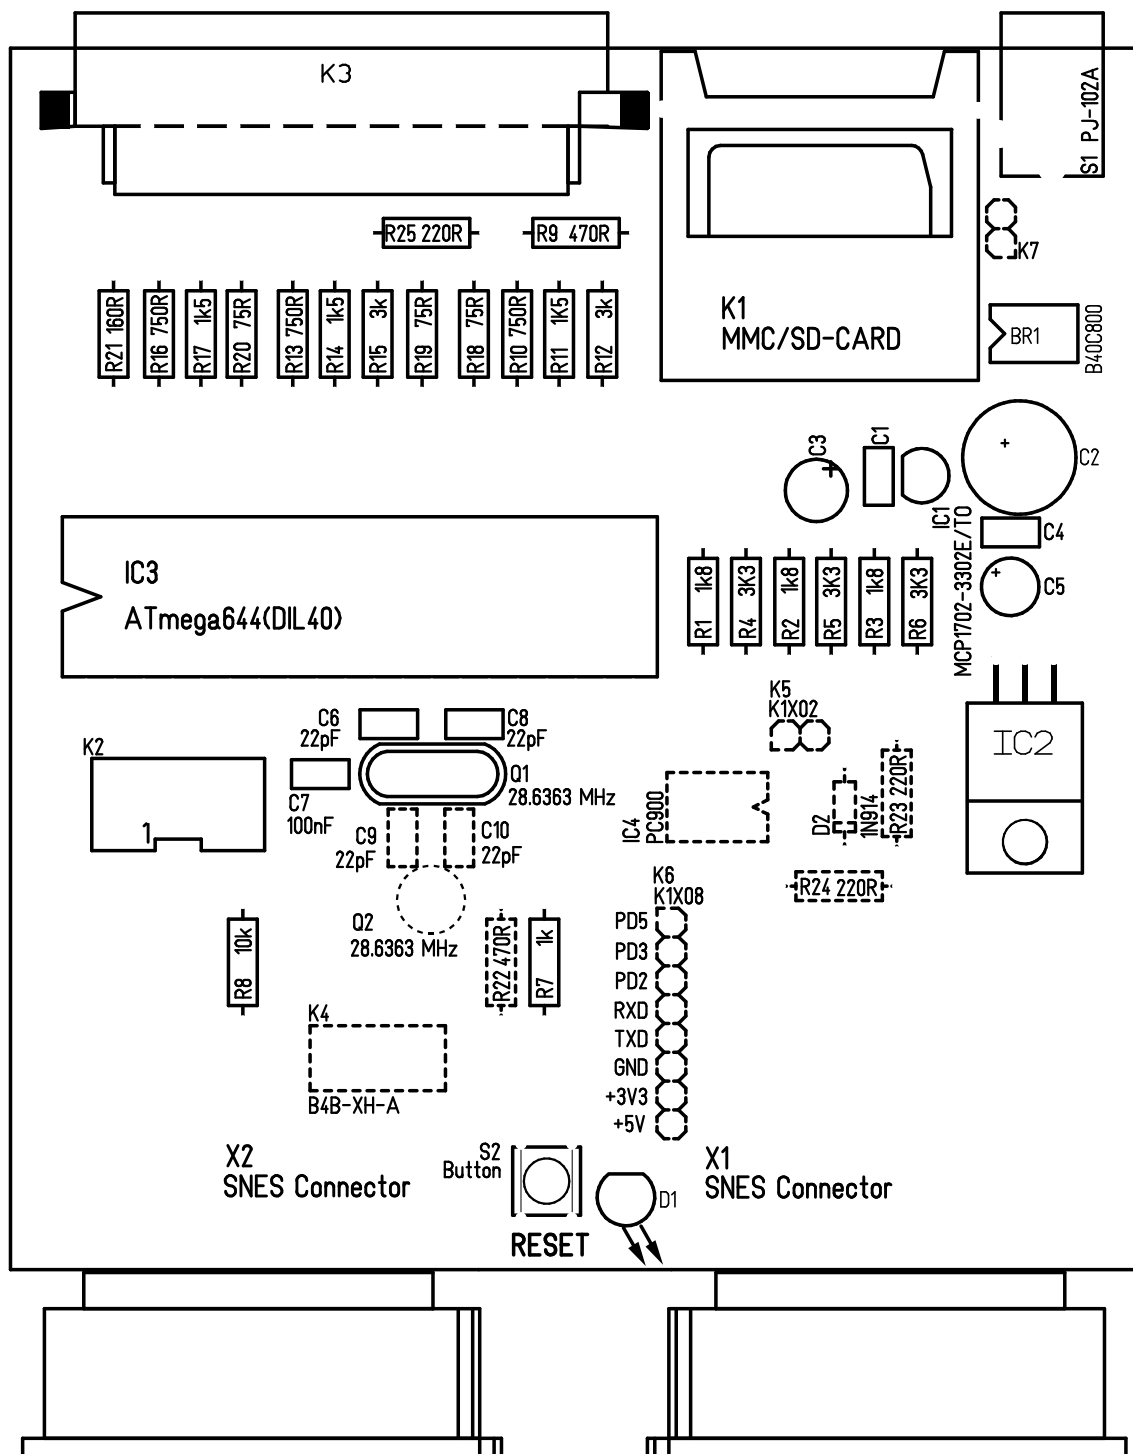 K3
S1 PJ-102A
R25 220R
R9 470R
K7
R21 160R
R16 750R
R17 1k5
R20 75R
R13 750R
R14 1k5
R15 3k
R19 75R
R18 75R
R10 750R
R11 1K5
R12 3k
K1
MMC/SD-CARD
BR1
B40C800
C3
+
C1
IC1
MCP1702-3302E/TO
+
C2
C4
+
C5
IC3
ATmega644(DIL40)
R1 1k8
R4 3K3
R2 1k8
R5 3K3
R3 1k8
R6 3K3
K5
K1X02
IC2
C6
22pF
C8
22pF
K2
1
C7
100nF
Q1
28.6363 MHz
C9
22pF
C10
22pF
IC4
PC900
D2
1N914
R23 220R
R24 220R
Q2
28.6363 MHz
R8 10k
R22 470R
R7 1k
K6
K1X08
PD5
PD3
PD2
RXD
TXD
GND
+3V3
+5V
K4
B4B-XH-A
X2
SNES Connector
S2
Button
RESET
D1
X1
SNES Connector